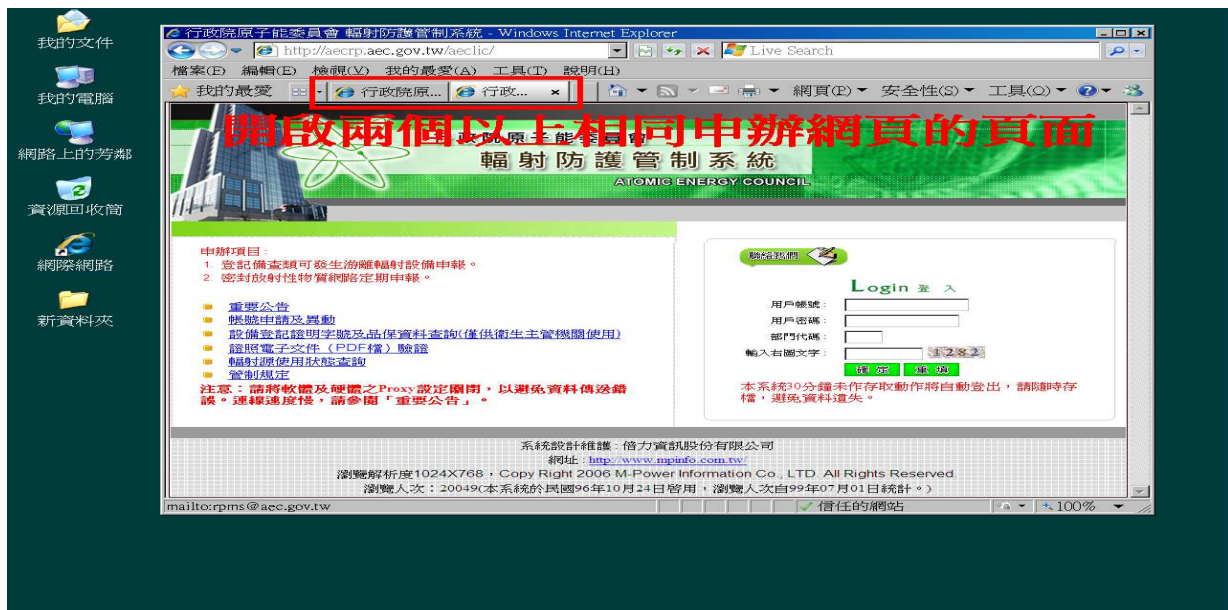 我的文件
我的電腦
網路上的芳鄰
資源回收筒
網際網路
新資料夾
行政院原子能委員會 輻射防護管制系統 - Windows Internet Explorer
http://aecrp.aec.gov.tw/aeclic/
Live Search
檔案(F) 編輯(E) 檢視(V) 我的最愛(A) 工具(T) 說明(H)
我的最愛 行政院原... 行政... 網頁(P) 安全性(S) 工具(O)
開啟兩個以上相同申辦網頁的頁面
政院原子能委員會
輻射防護管制系統
ATOMIC ENERGY COUNCIL
申辦項目:
1. 登記備查類可發生游離輻射設備申報。
2. 密封放射性物質網路定期申報。
重要公告
帳號申請及異動
設備登記證明字號及品保資料查詢(僅供衛生主管機關使用)
證照電子文件(PDF檔)驗證
輻射源使用狀態查詢
管制規定
注意：請將軟體及硬體之Proxy設定關閉，以避免資料傳送錯
誤。連線速度慢，請參閱「重要公告」。
聯絡我們
Login 登 入
用戶帳號：
用戶密碼：
部門代碼：
輸入右圖文字： 1282
確 定 重 填
本系統30分鐘未作存取動作將自動登出，請隨時存
檔，避免資料遺失。
系統設計維護：倍力資訊股份有限公司
網址：http://www.mpinfo.com.tw/
瀏覽解析度1024X768，Copy Right 2006 M-Power Information Co., LTD. All Rights Reserved
瀏覽人次：20049(本系統於民國96年10月24日啓用，瀏覽人次自99年07月01日統計。)
mailto:rpms@aec.gov.tw 信任的網站 100%